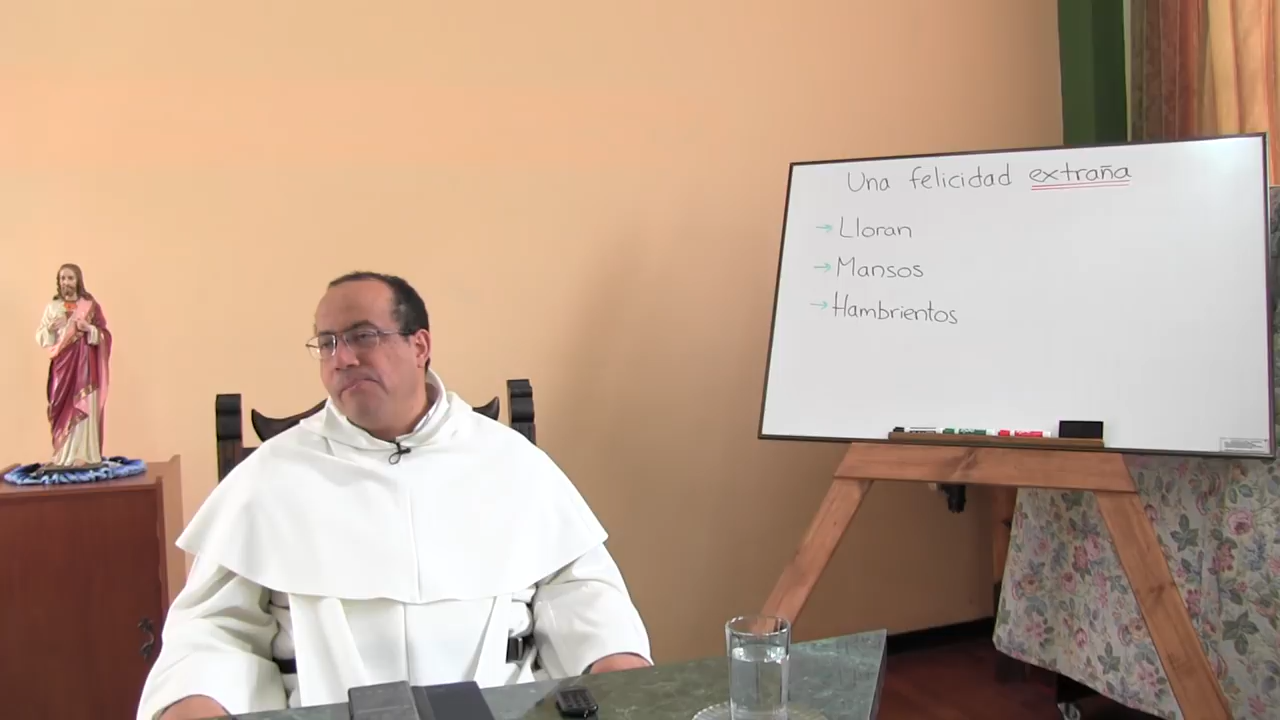 Una felicidad extraña
→ Lloran
→ Mansos
→ Hambrientos